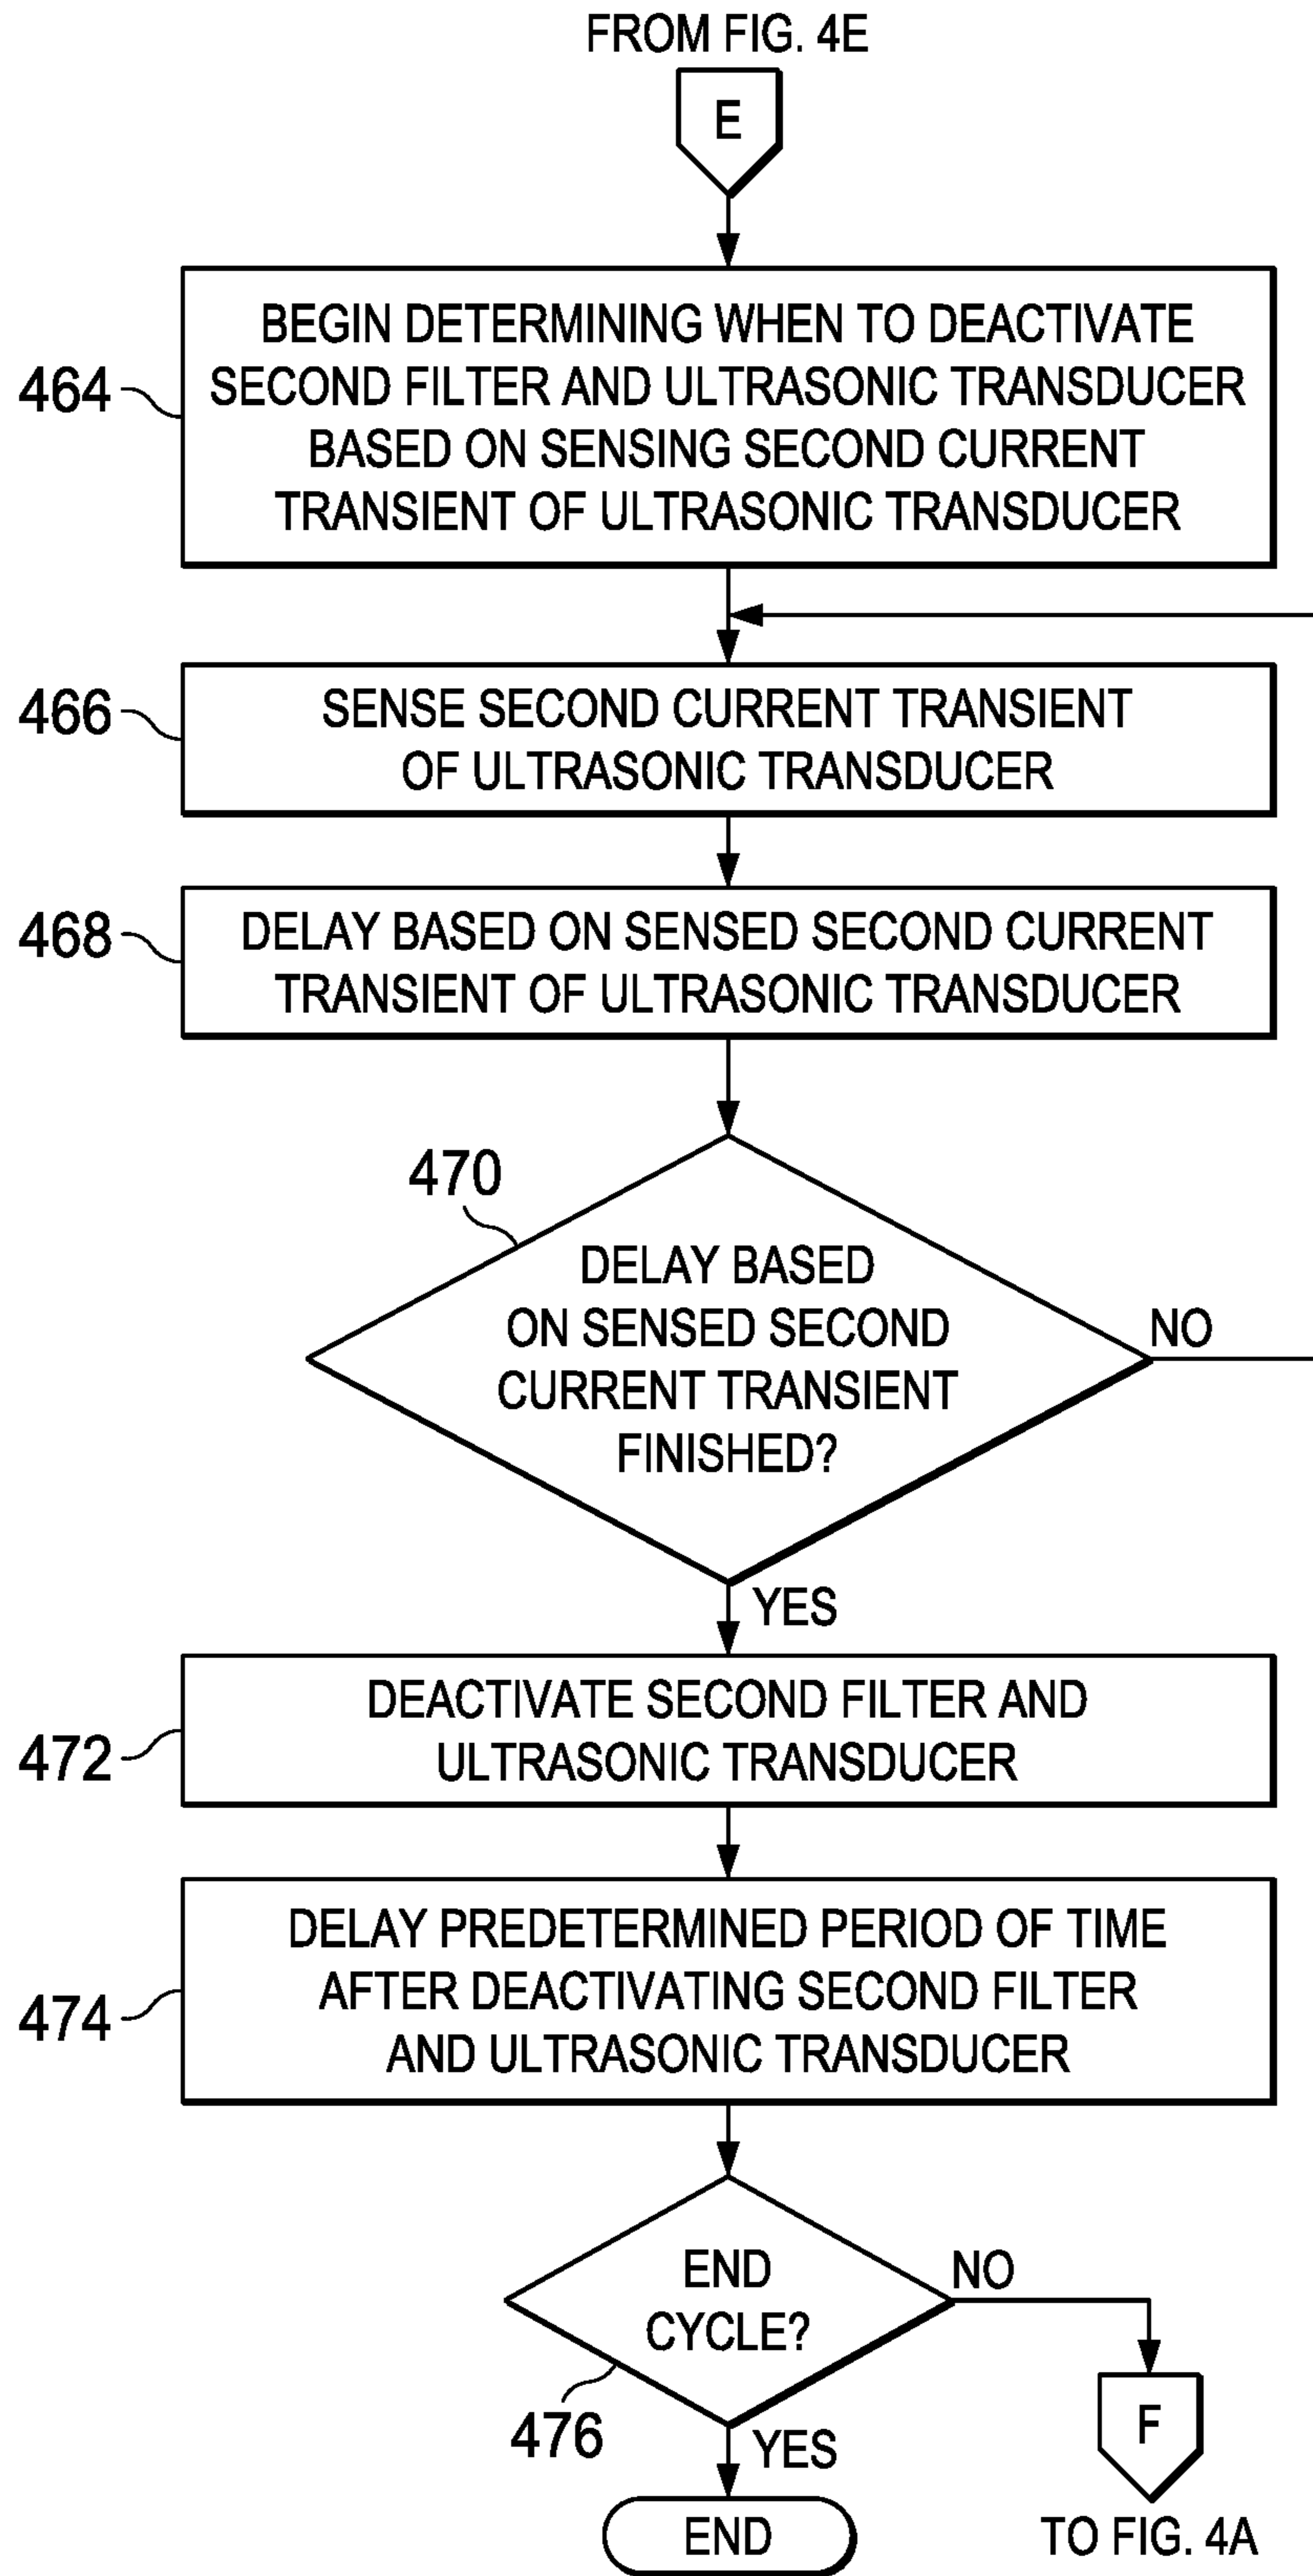 FROM FIG. 4E
E
464
BEGIN DETERMINING WHEN TO DEACTIVATE
SECOND FILTER AND ULTRASONIC TRANSDUCER
BASED ON SENSING SECOND CURRENT
TRANSIENT OF ULTRASONIC TRANSDUCER
466
SENSE SECOND CURRENT TRANSIENT
OF ULTRASONIC TRANSDUCER
468
DELAY BASED ON SENSED SECOND CURRENT
TRANSIENT OF ULTRASONIC TRANSDUCER
470
DELAY BASED
ON SENSED SECOND
CURRENT TRANSIENT
FINISHED?
NO
YES
472
DEACTIVATE SECOND FILTER AND
ULTRASONIC TRANSDUCER
474
DELAY PREDETERMINED PERIOD OF TIME
AFTER DEACTIVATING SECOND FILTER
AND ULTRASONIC TRANSDUCER
END
CYCLE?
NO
476
YES
F
END
TO FIG. 4A